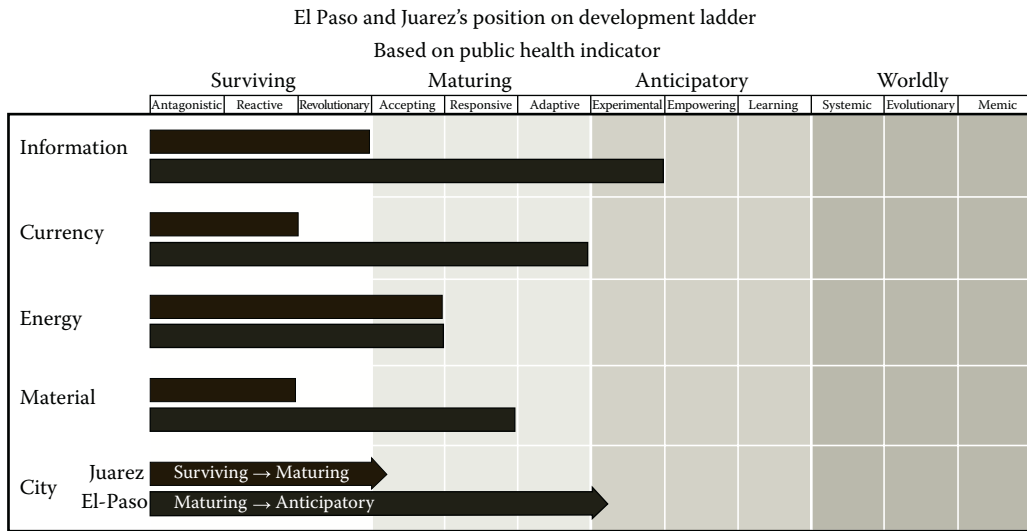 El Paso and Juarez's position on development ladder
Based on public health indicator
Surviving Maturing Anticipatory Worldly
Antagonistic Reactive Revolutionary Accepting Responsive Adaptive Experimental Empowering Learning Systemic Evolutionary Memic
Information
Currency
Energy
Material
City
Juarez Surviving → Maturing
El-Paso Maturing → Anticipatory